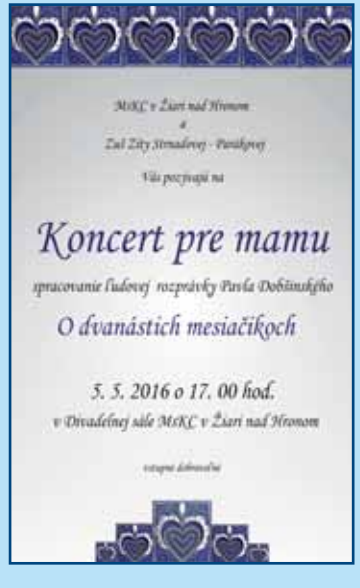 MsKC v Žiari nad Hronom
a
ZuŠ Zity Strnadovej - Parákovej
Vás pozývajú na
Koncert pre mamu
spracovanie ľudovej rozprávky Pavla Dobšinského
O dvanástich mesiačikoch
5. 5. 2016 o 17. 00 hod.
v Divadelnej sále MsKC v Žiari nad Hronom
vstupné dobrovoľné